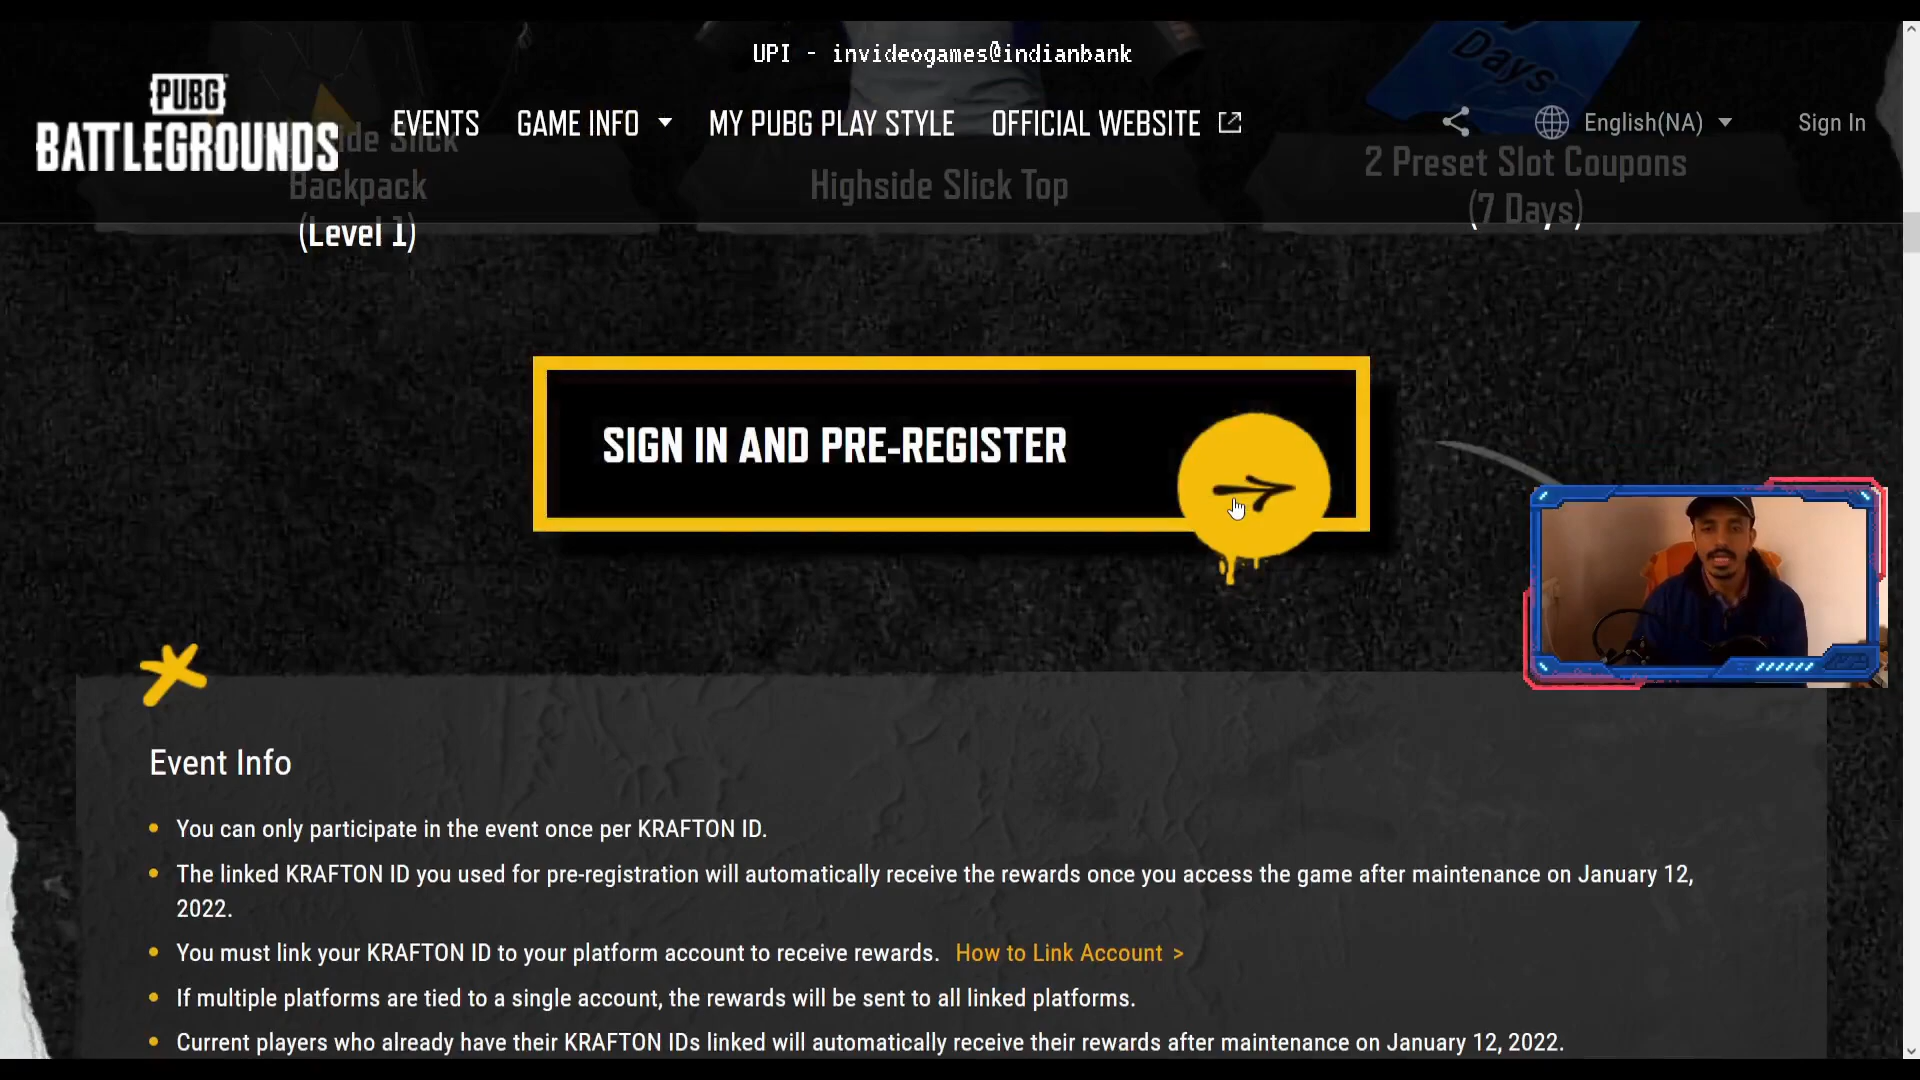 UPI - invideogames@indianbank
PUBG
BATTLEGROUNDS
EVENTS
GAME INFO
MY PUBG PLAY STYLE
OFFICIAL WEBSITE
English(NA)
Sign In
Days
Slick
Backpack
(Level 1)
Highside Slick Top
2 Preset Slot Coupons
(7 Days)
SIGN IN AND PRE-REGISTER
Event Info
You can only participate in the event once per KRAFTON ID.
The linked KRAFTON ID you used for pre-registration will automatically receive the rewards once you access the game after maintenance on January 12,
2022.
You must link your KRAFTON ID to your platform account to receive rewards. How to Link Account >
If multiple platforms are tied to a single account, the rewards will be sent to all linked platforms.
Current players who already have their KRAFTON IDs linked will automatically receive their rewards after maintenance on January 12, 2022.